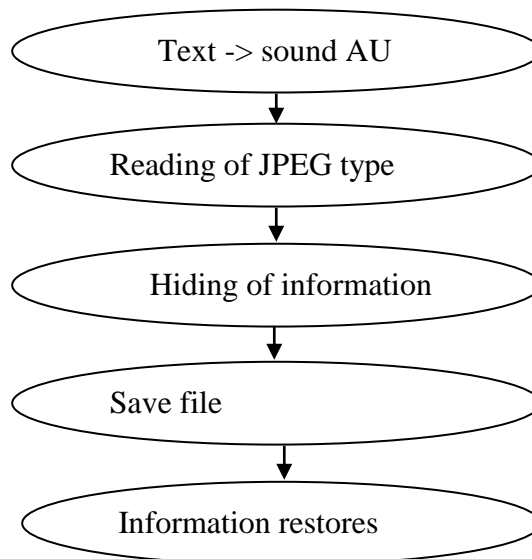 Text -> sound AU
Reading of JPEG type
Hiding of information
Save file
Information restores